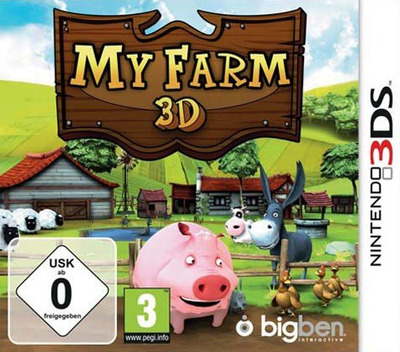 MY FARM
3D
NINTENDO 3DS
USK
ab
0
freigegeben
3
www.pegi.info
bigben
interactive